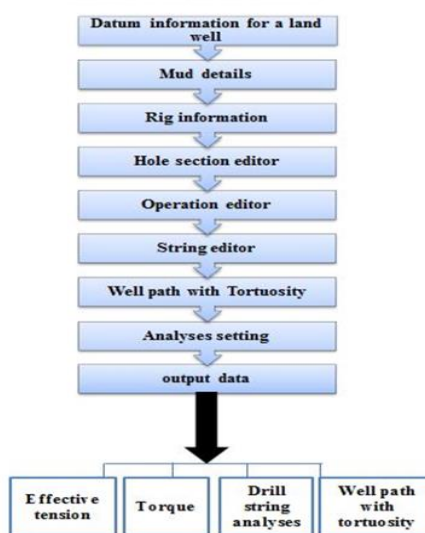 Datum information for a land
well
Mud details
Rig information
Hole section editor
Operation editor
String editor
Well path with Tortuosity
Analyses setting
output data
Effective
tension
Torque
Drill
string
analyses
Well path
with
tortuosity